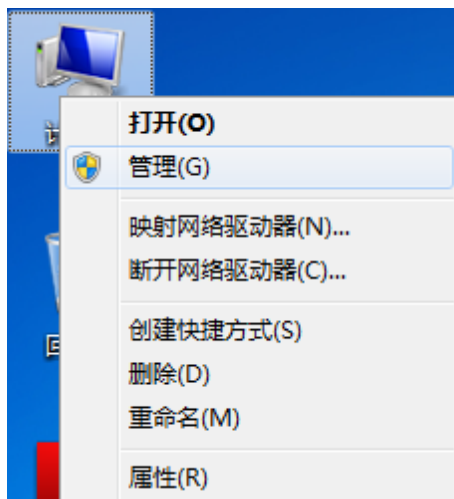 打开(O)
管理(G)
映射网络驱动器(N)...
断开网络驱动器(C)...
创建快捷方式(S)
删除(D)
重命名(M)
属性(R)